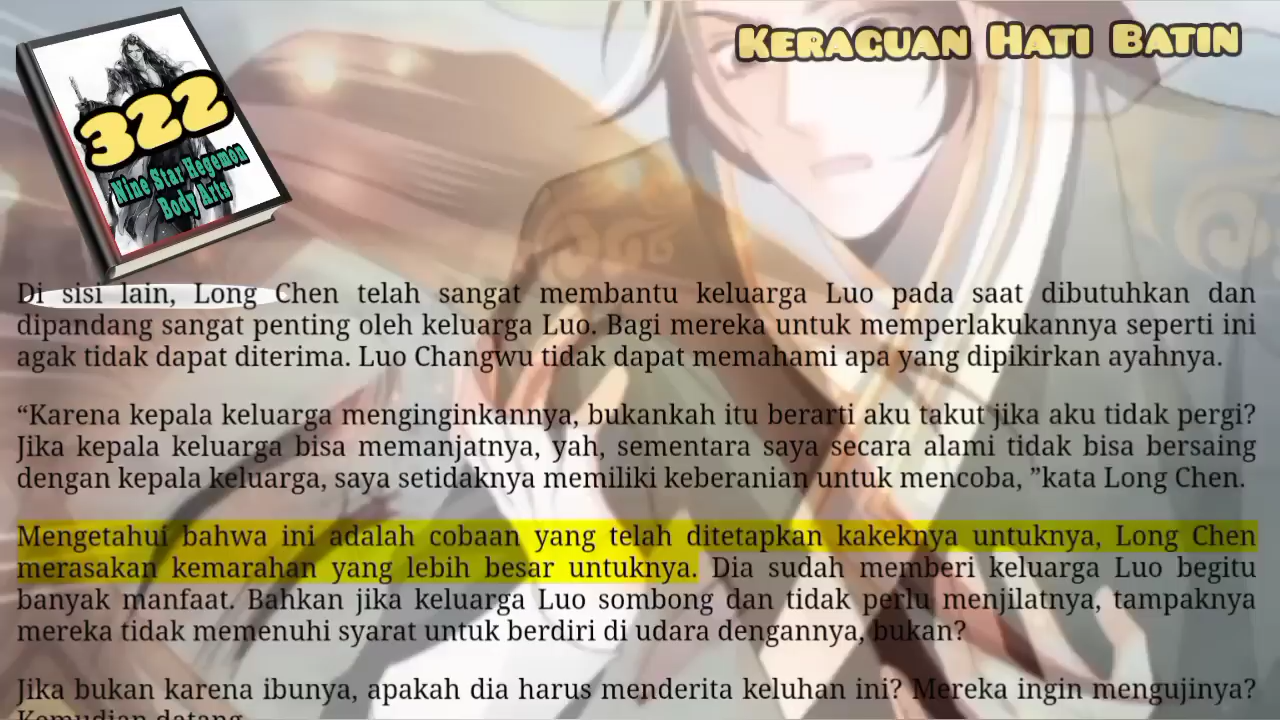 KERAGUAN HATI BATIN
322
Nine Star Hegemon
Body Arts
Di sisi lain, Long Chen telah sangat membantu keluarga Luo pada saat dibutuhkan dan
dipandang sangat penting oleh keluarga Luo. Bagi mereka untuk memperlakukannya seperti ini
agak tidak dapat diterima. Luo Changwu tidak dapat memahami apa yang dipikirkan ayahnya.
“Karena kepala keluarga menginginkannya, bukankah itu berarti aku takut jika aku tidak pergi?
Jika kepala keluarga bisa memanjatnya, yah, sementara saya secara alami tidak bisa bersaing
dengan kepala keluarga, saya setidaknya memiliki keberanian untuk mencoba, ”kata Long Chen.
Mengetahui bahwa ini adalah cobaan yang telah ditetapkan kakeknya untuknya, Long Chen
merasakan kemarahan yang lebih besar untuknya. Dia sudah memberi keluarga Luo begitu
banyak manfaat. Bahkan jika keluarga Luo sombong dan tidak perlu menjilatnya, tampaknya
mereka tidak memenuhi syarat untuk berdiri di udara dengannya, bukan?
Jika bukan karena ibunya, apakah dia harus menderita keluhan ini? Mereka ingin mengujinya?
Kemudian datang